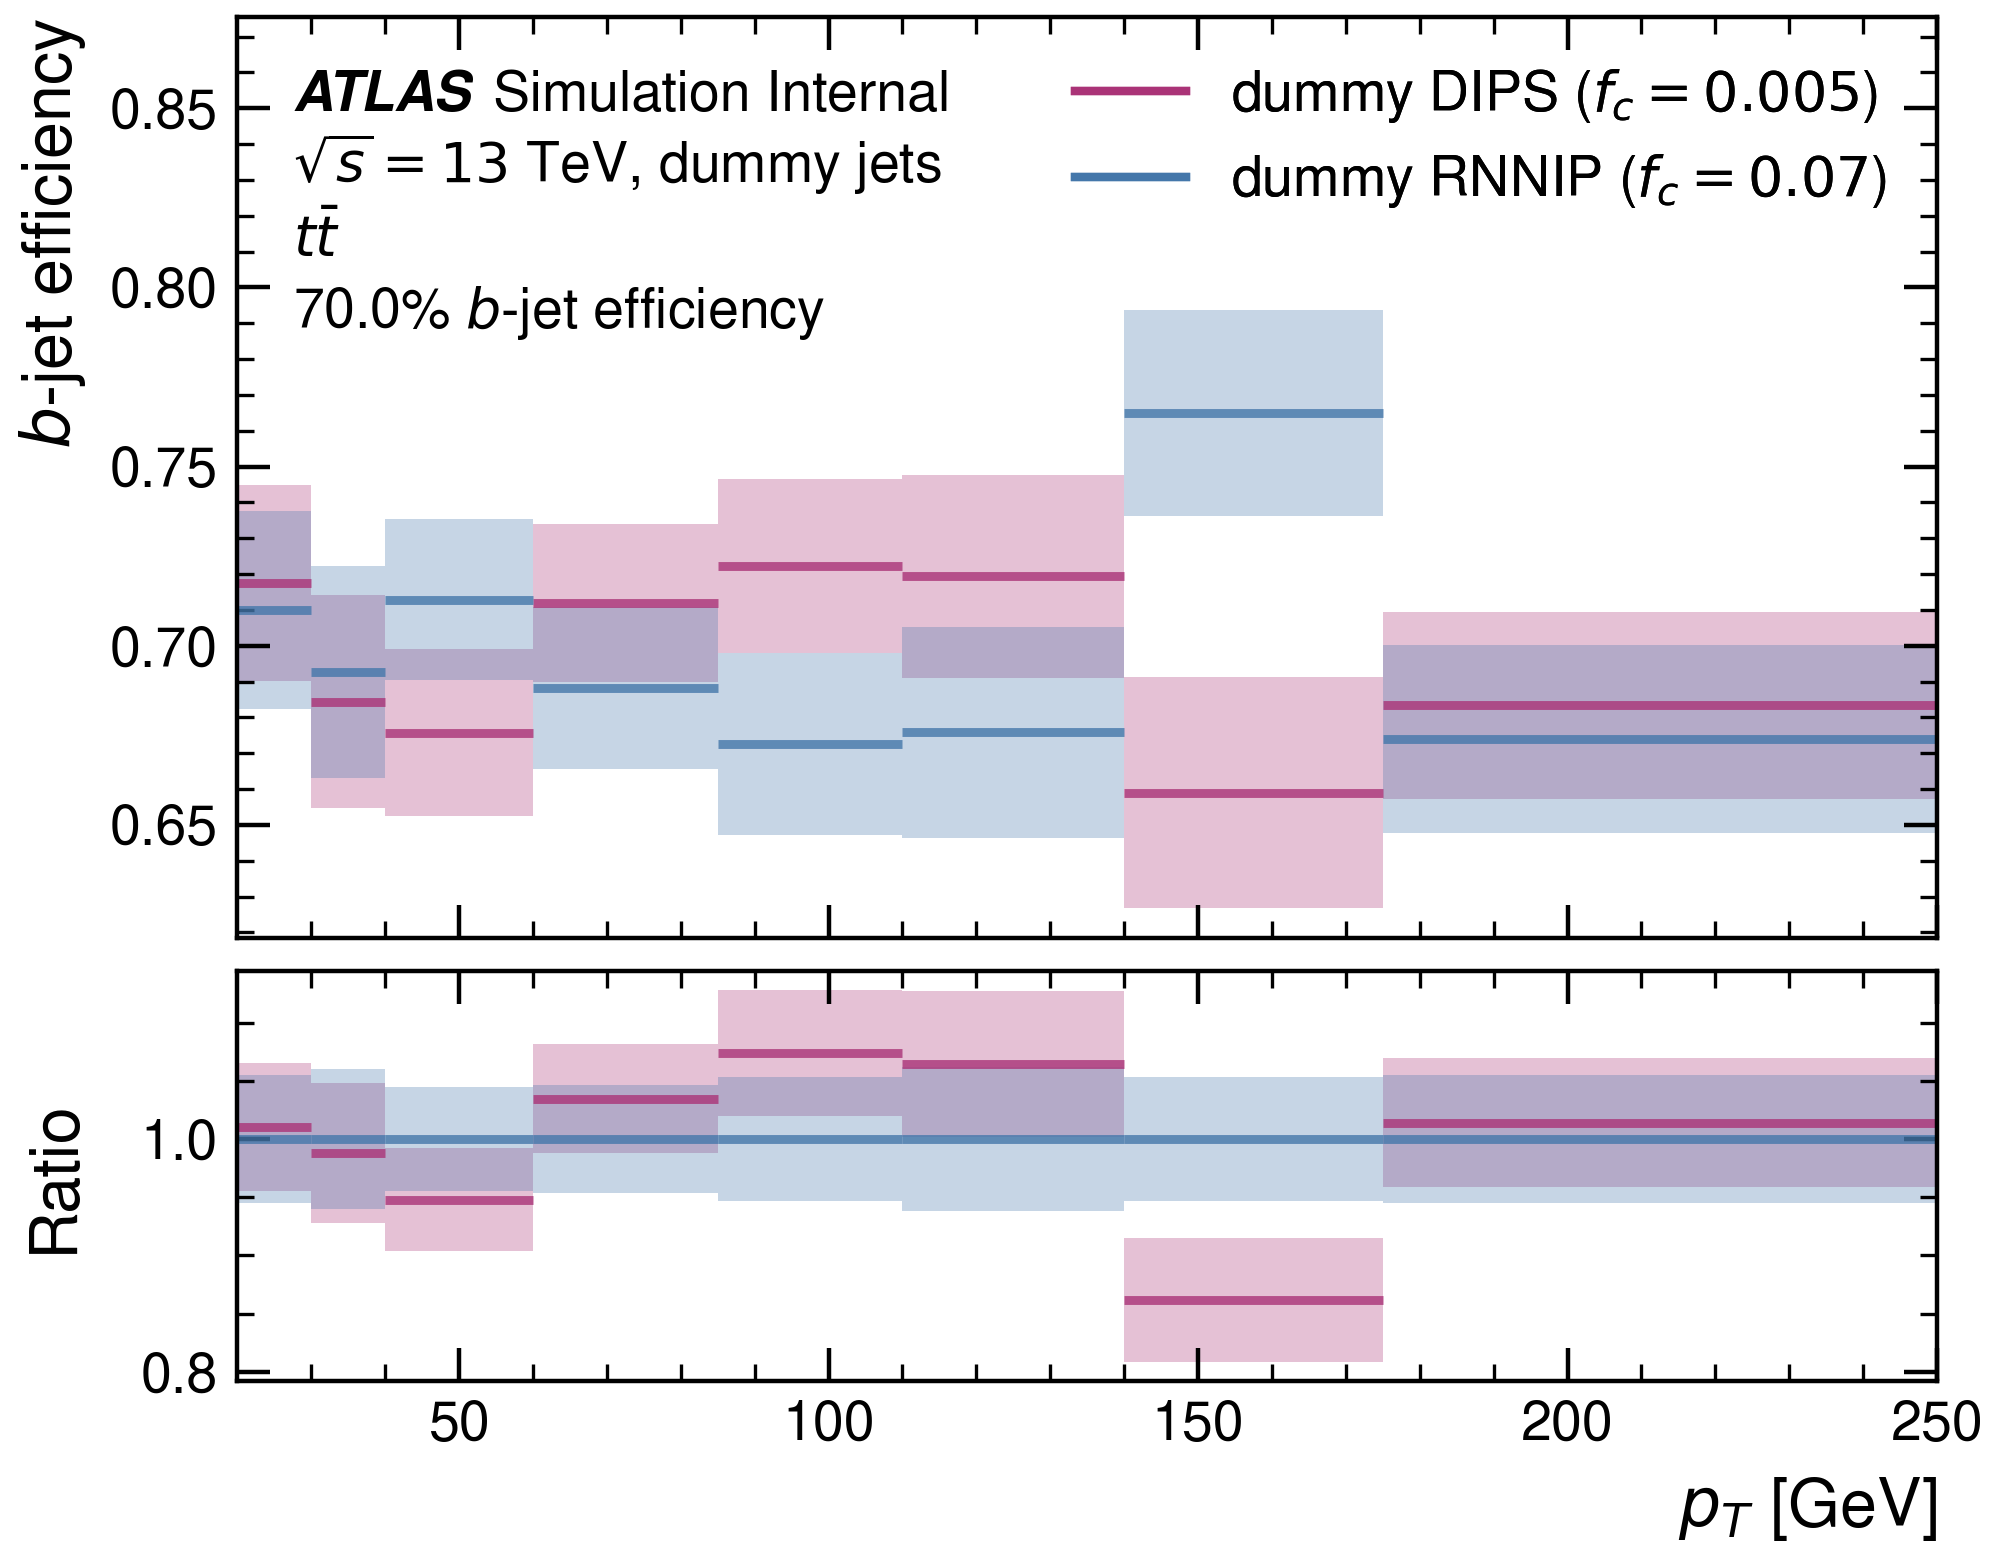 b-jet efficiency
0.85
0.80
0.75
0.70
0.65
ATLAS Simulation Internal
√s = 13 TeV, dummy jets
tt̄
70.0% b-jet efficiency
dummy DIPS (f_c = 0.005)
dummy RNNIP (f_c = 0.07)
Ratio
1.0
0.8
50 100 150 200 250
p_T [GeV]